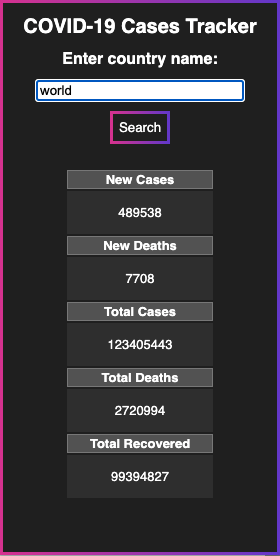 COVID-19 Cases Tracker
Enter country name:
world
Search
New Cases
489538
New Deaths
7708
Total Cases
123405443
Total Deaths
2720994
Total Recovered
99394827